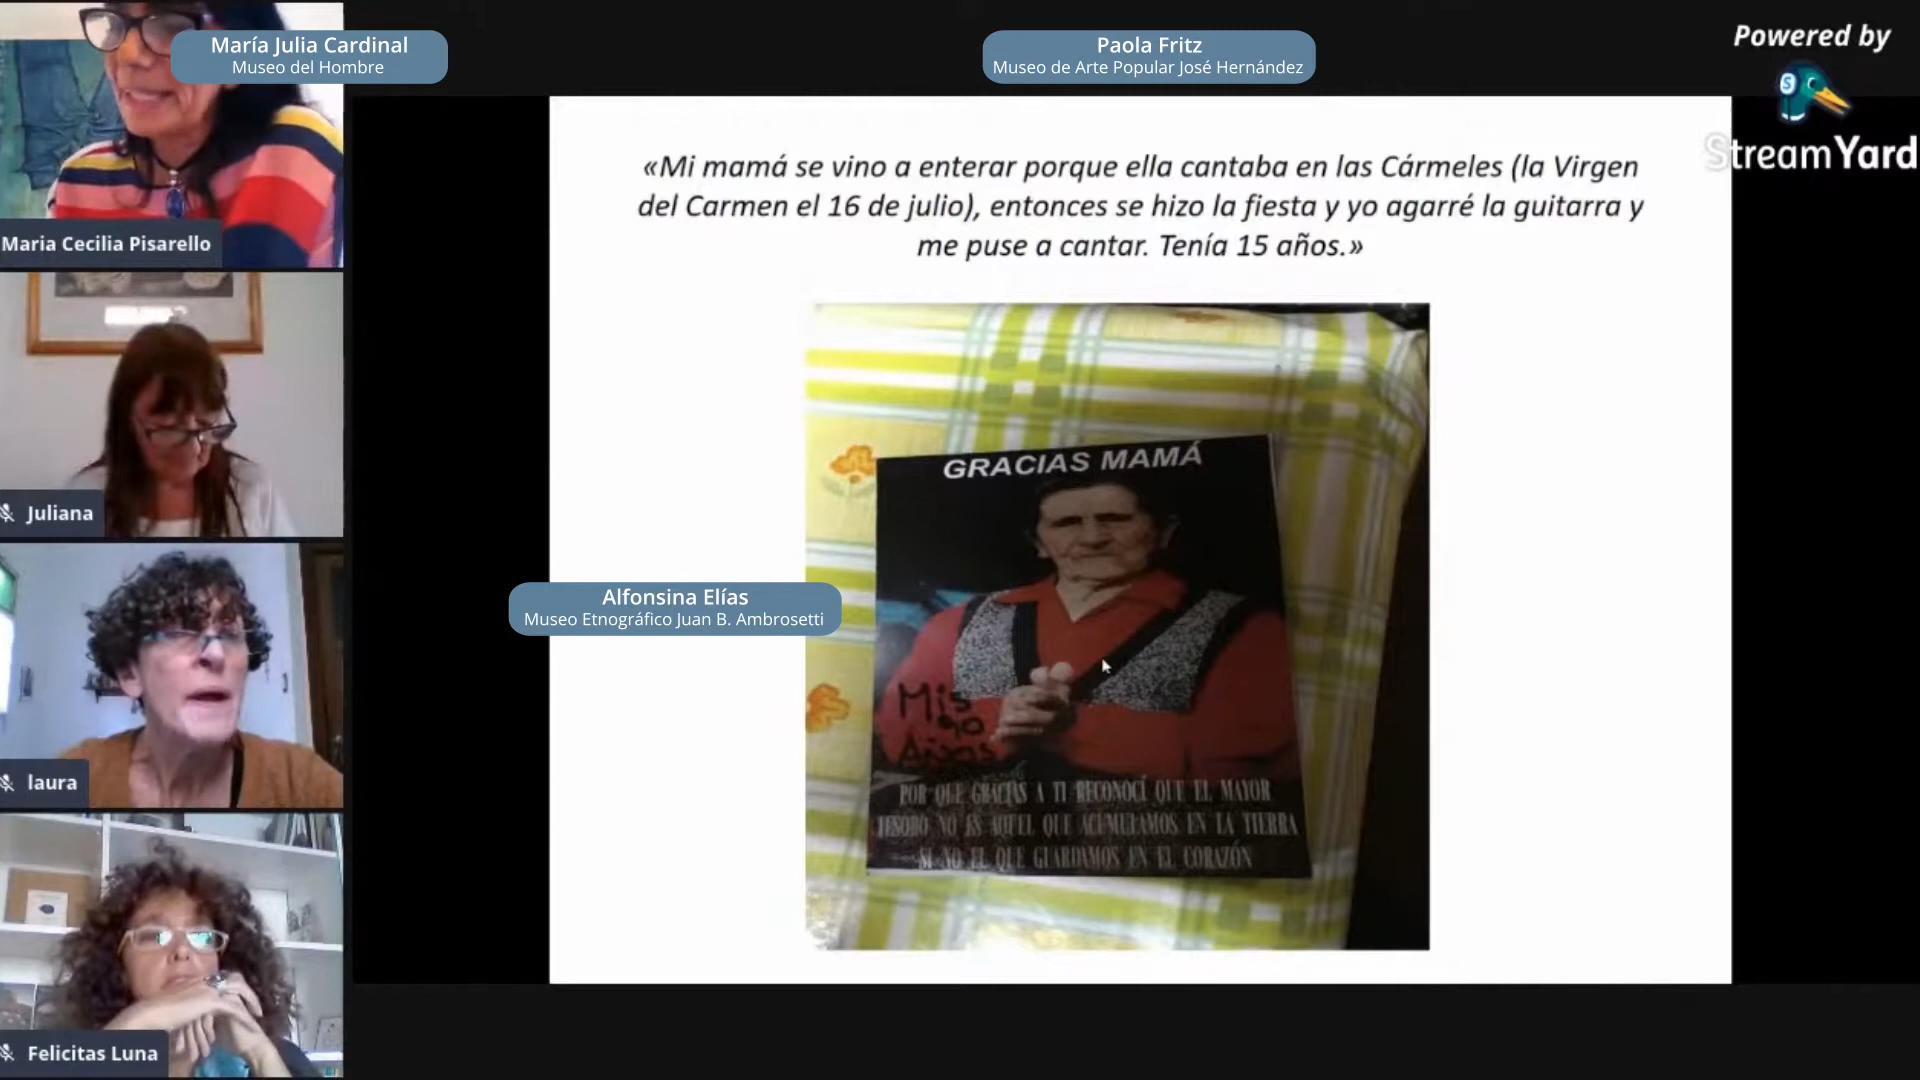 María Julia Cardinal
Museo del Hombre
Paola Fritz
Museo de Arte Popular José Hernández
Powered by
StreamYard
«Mi mamá se vino a enterar porque ella cantaba en las Cármeles (la Virgen
del Carmen el 16 de julio), entonces se hizo la fiesta y yo agarré la guitarra y
me puse a cantar. Tenía 15 años.»
Maria Cecilia Pisarello
Juliana
laura
Felicitas Luna
Alfonsina Elías
Museo Etnográfico Juan B. Ambrosetti
GRACIAS MAMÁ
Mis
90
Años
POR QUE GRACIAS A TI RECONOCÍ QUE EL MAYOR
TESORO NO ES AQUEL QUE ACUMULAMOS EN LA TIERRA
SI NO EL QUE GUARDAMOS EN EL CORAZÓN